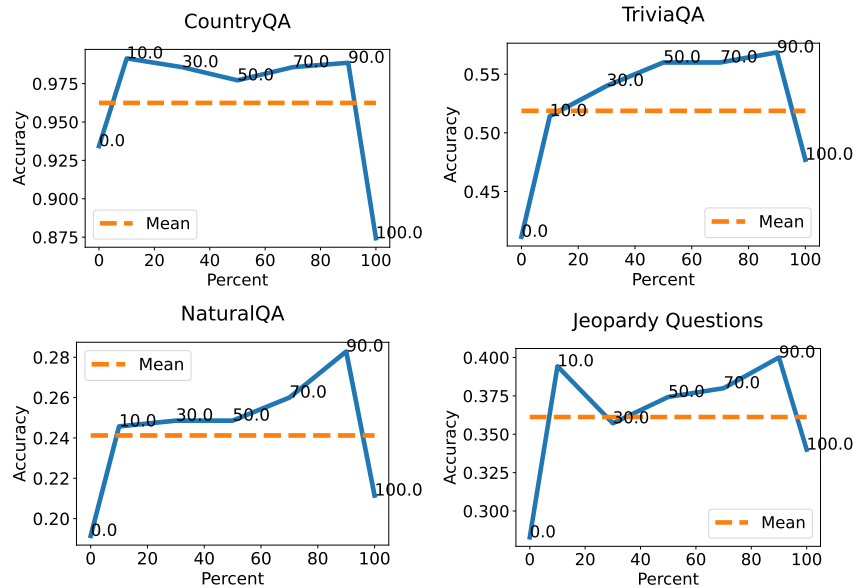 CountryQA
0.975
0.950
0.925
0.900
0.875
Accuracy
0.0
10.0
30.0
50.0
70.0
90.0
100.0
Mean
0 20 40 60 80 100
Percent
TriviaQA
0.55
0.50
0.45
Accuracy
0.0
10.0
30.0
50.0
70.0
90.0
100.0
Mean
0 20 40 60 80 100
Percent
NaturalQA
0.28
0.26
0.24
0.22
0.20
Accuracy
Mean
0.0
10.0
30.0
50.0
70.0
90.0
100.0
0 20 40 60 80 100
Percent
Jeopardy Questions
0.400
0.375
0.350
0.325
0.300
Accuracy
0.0
10.0
30.0
50.0
70.0
90.0
100.0
Mean
0 20 40 60 80 100
Percent